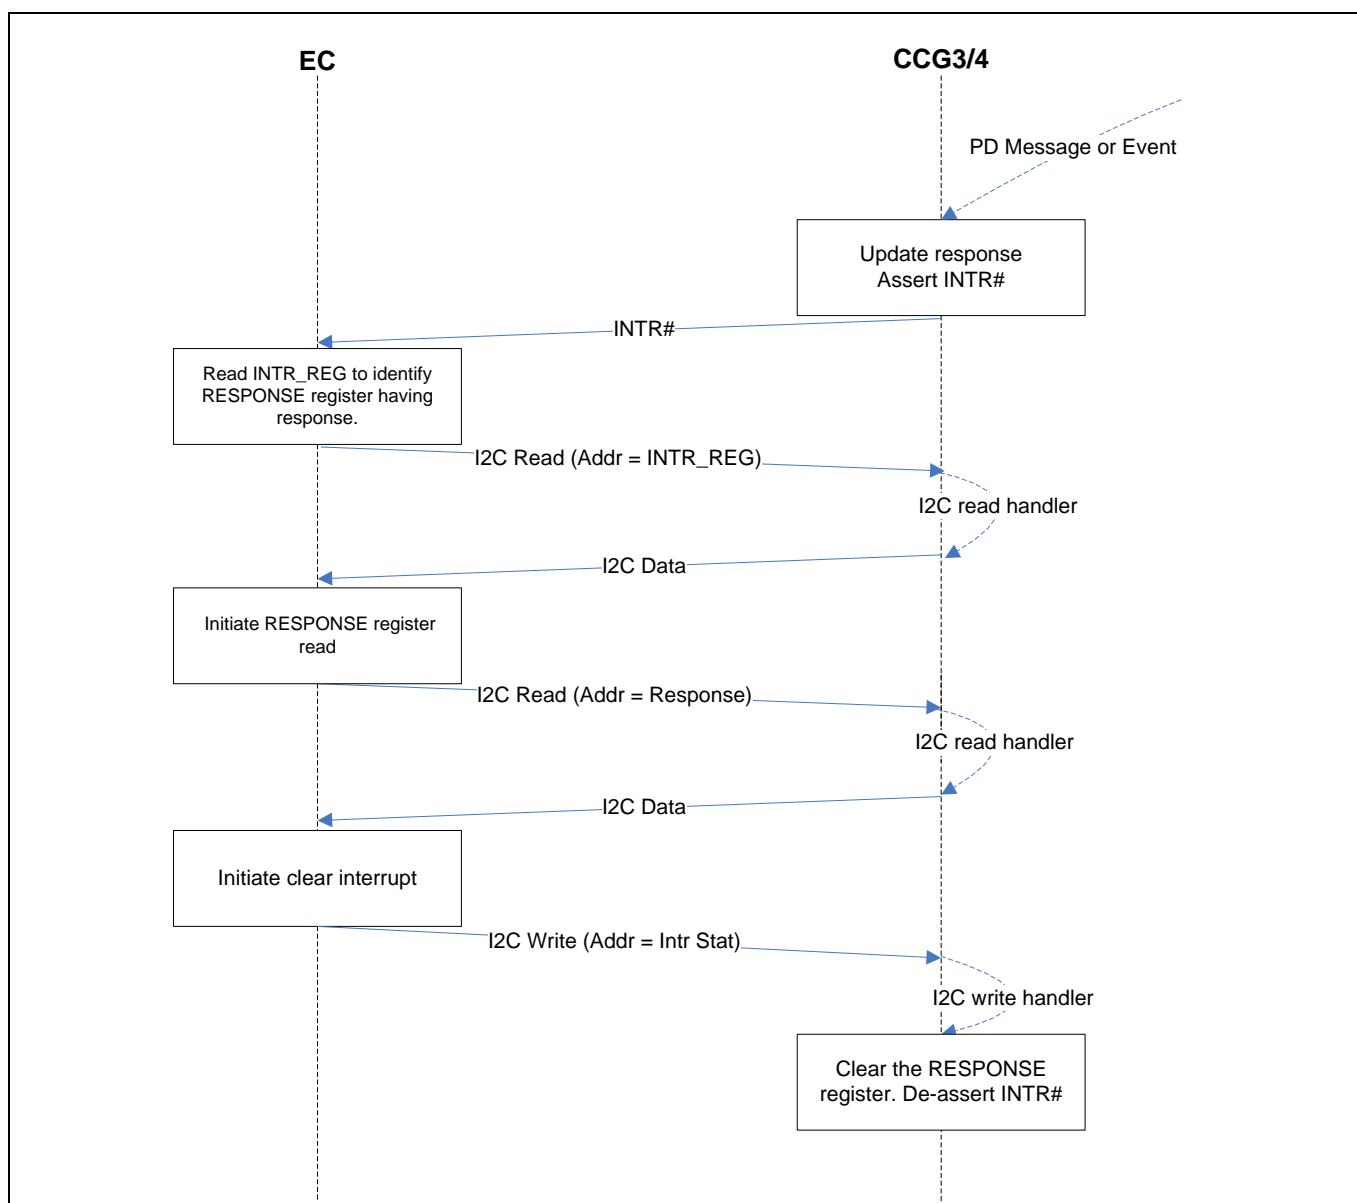 EC
CCG3/4
PD Message or Event
Update response
Assert INTR#
INTR#
Read INTR_REG to identify
RESPONSE register having
response.
I2C Read (Addr = INTR_REG)
I2C read handler
I2C Data
Initiate RESPONSE register
read
I2C Read (Addr = Response)
I2C read handler
I2C Data
Initiate clear interrupt
I2C Write (Addr = Intr Stat)
I2C write handler
Clear the RESPONSE
register. De-assert INTR#